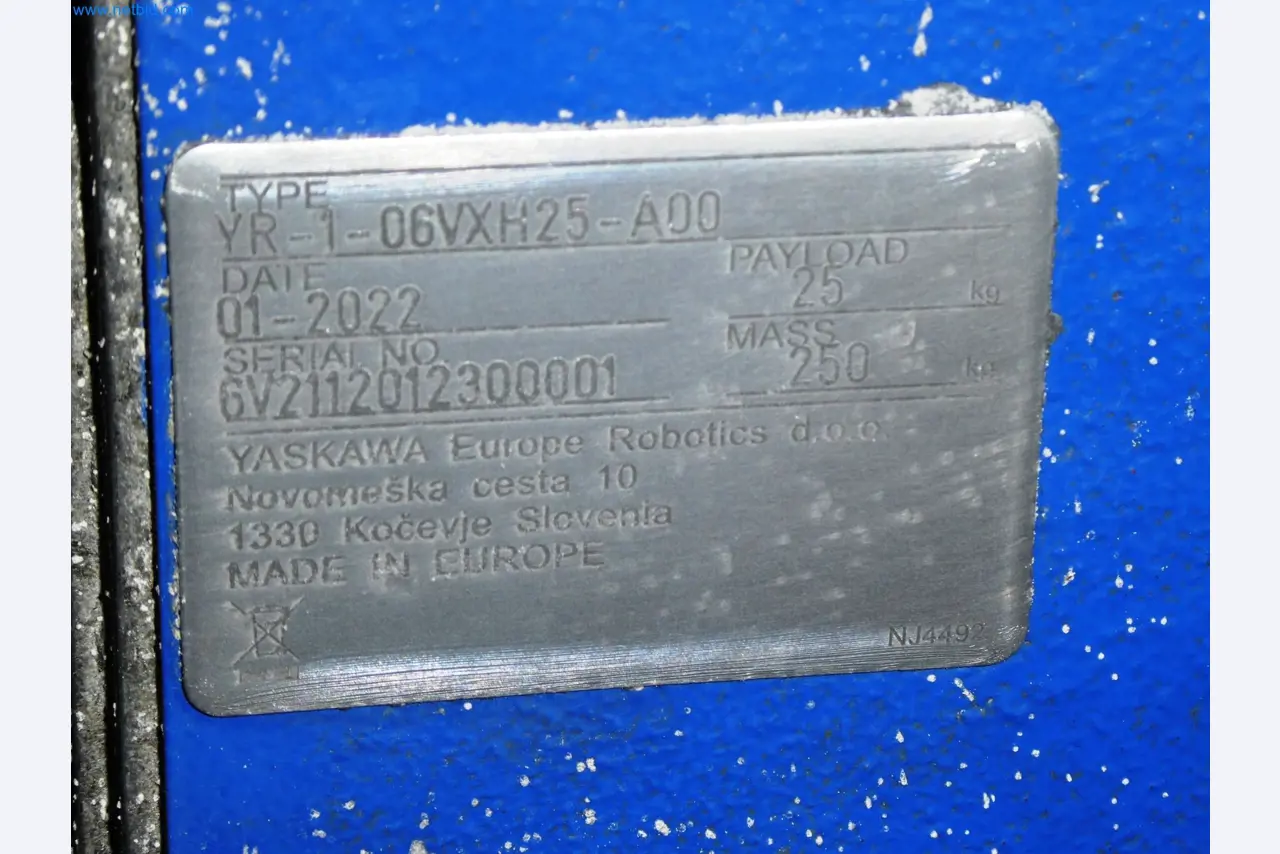 TYPE
YR-1-06VXH25-A00
DATE
01-2022
PAYLOAD
25 kg
SERIAL NO.
6V2112012300001
MASS
250 kg
YASKAWA Europe Robotics d.o.o.
Novomeška cesta 10
1330 Kočevje Slovenia
MADE IN EUROPE